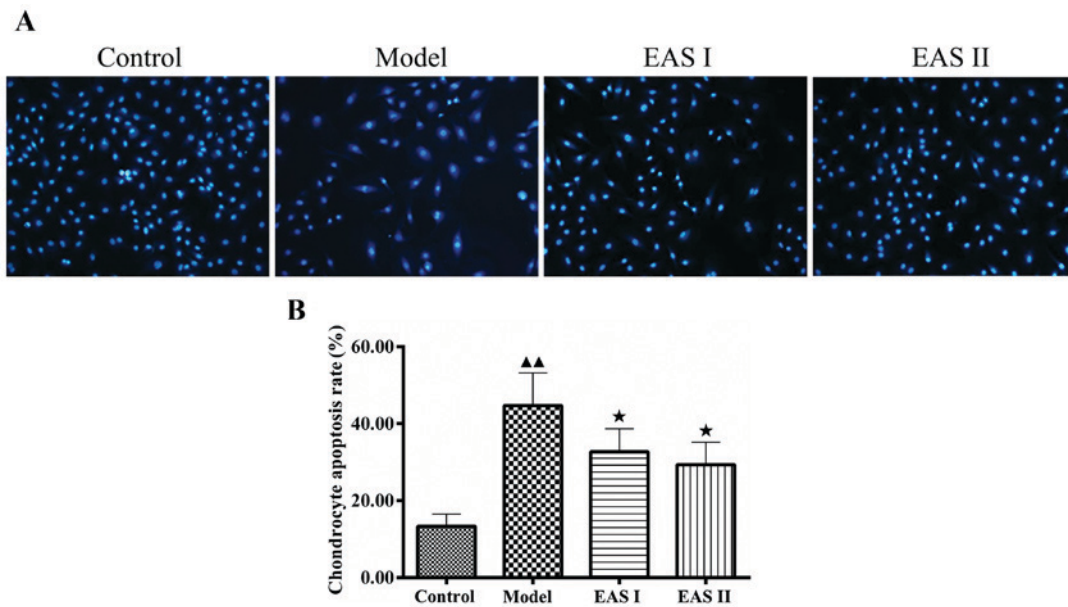 A
Control
Model
EAS I
EAS II
B
Chondrocyte apoptosis rate (%)
60.00
▲▲
40.00
★
★
20.00
0.00
Control
Model
EAS I
EAS II